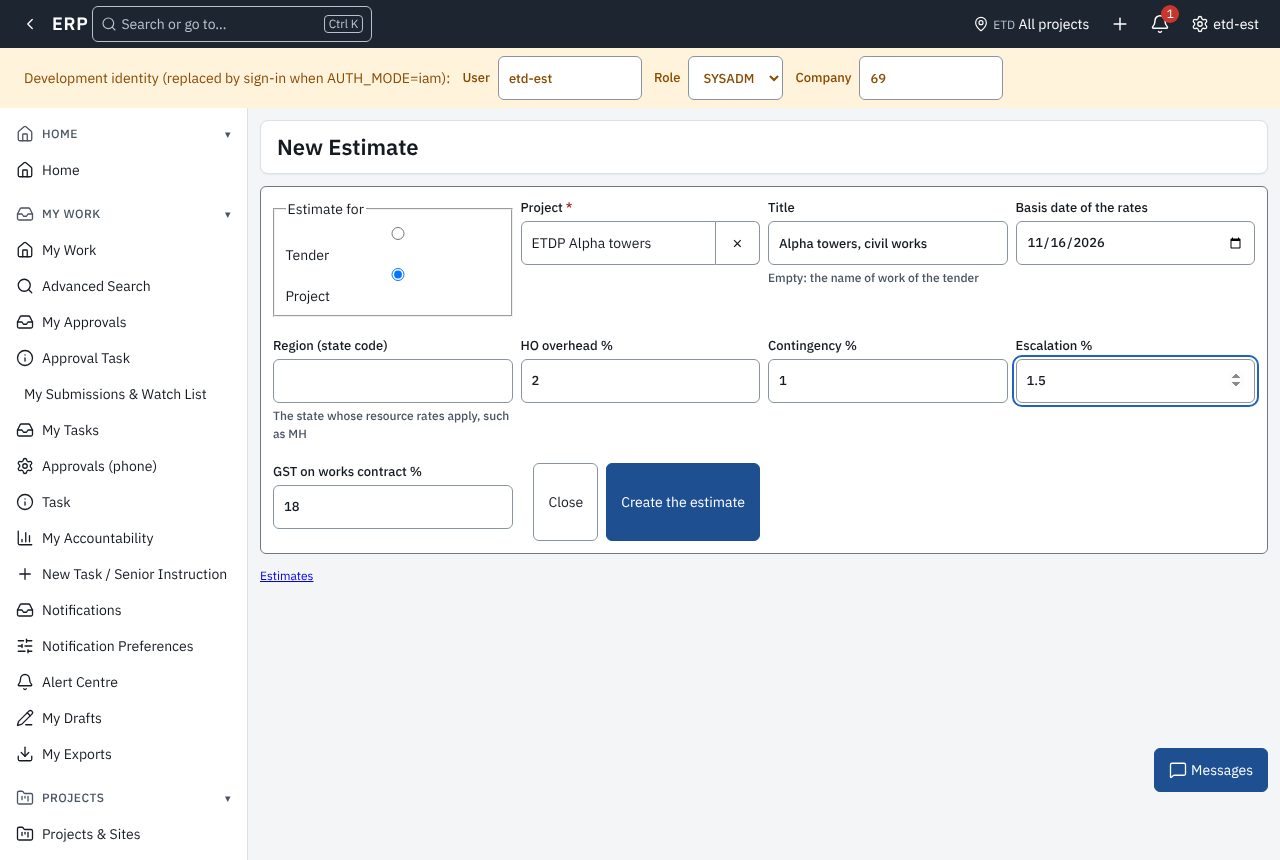 ERP
Search or go to...
Ctrl K
ETD All projects
1
etd-est
Development identity (replaced by sign-in when AUTH_MODE=iam):
User
etd-est
Role
SYSADM
Company
69
HOME
Home
MY WORK
My Work
Advanced Search
My Approvals
Approval Task
My Submissions & Watch List
My Tasks
Approvals (phone)
Task
My Accountability
New Task / Senior Instruction
Notifications
Notification Preferences
Alert Centre
My Drafts
My Exports
PROJECTS
Projects & Sites
New Estimate
Estimate for
Tender
Project
Project *
ETDP Alpha towers
×
Title
Alpha towers, civil works
Empty: the name of work of the tender
Basis date of the rates
11/16/2026
Region (state code)
The state whose resource rates apply, such
as MH
HO overhead %
2
Contingency %
1
Escalation %
1.5
GST on works contract %
18
Close
Create the estimate
Estimates
Messages